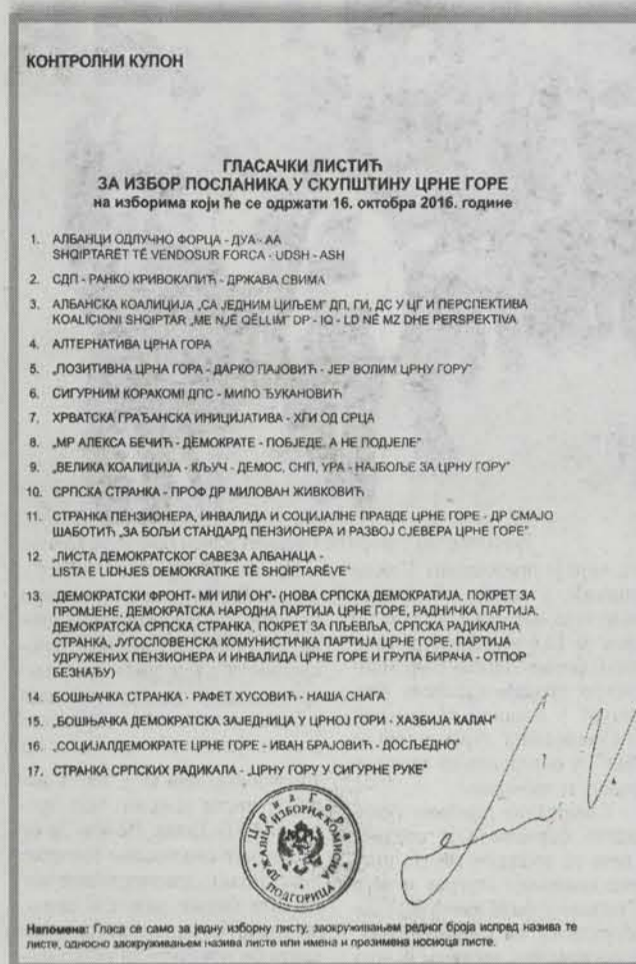 КОНТРОЛНИ КУПОН
ГЛАСАЧКИ ЛИСТИЋ
ЗА ИЗБОР ПОСЛАНИКА У СКУПШТИНУ ЦРНЕ ГОРЕ
на изборима који ће се одржати 16. октобра 2016. године
1. АЛБАНЦИ ОДЛУЧНО ФОРЦА - ДУА - АА
SHQIPTARËT TË VENDOSUR FORCA - UDSH - ASH
2. СДП - РАНКО КРИВОКАПИЋ - ДРЖАВА СВИМА
3. АЛБАНСКА КОАЛИЦИЈА „СА ЈЕДНИМ ЦИЉЕМ" ДП, ГИ, ДС У ЦГ И ПЕРСПЕКТИВА
KOALICIONI SHQIPTAR „ME NJË QËLLIM" DP - IQ - LD NË MZ DHE PERSPEKTIVA
4. АЛТЕРНАТИВА ЦРНА ГОРА
5. „ПОЗИТИВНА ЦРНА ГОРА - ДАРКО ПАЈОВИЋ - ЈЕР ВОЛИМ ЦРНУ ГОРУ"
6. СИГУРНИМ КОРАКОМ! ДПС - МИЛО ЂУКАНОВИЋ
7. ХРВАТСКА ГРАЂАНСКА ИНИЦИЈАТИВА - ХГИ ОД СРЦА
8. „МР АЛЕКСА БЕЧИЋ - ДЕМОКРАТЕ - ПОБЈЕДЕ, А НЕ ПОДЈЕЛЕ"
9. „ВЕЛИКА КОАЛИЦИЈА - КЉУЧ - ДЕМОС, СНП, УРА - НАЈБОЉЕ ЗА ЦРНУ ГОРУ"
10. СРПСКА СТРАНКА - ПРОФ ДР МИЛОВАН ЖИВКОВИЋ
11. СТРАНКА ПЕНЗИОНЕРА, ИНВАЛИДА И СОЦИЈАЛНЕ ПРАВДЕ ЦРНЕ ГОРЕ - ДР СМАЈО
ШАБОТИЋ „ЗА БОЉИ СТАНДАРД ПЕНЗИОНЕРА И РАЗВОЈ СЈЕВЕРА ЦРНЕ ГОРЕ"
12. „ЛИСТА ДЕМОКРАТСКОГ САВЕЗА АЛБАНАЦА -
LISTA E LIDHJES DEMOKRATIKE TË SHQIPTARËVE"
13. „ДЕМОКРАТСКИ ФРОНТ- МИ ИЛИ ОН"- (НОВА СРПСКА ДЕМОКРАТИЈА, ПОКРЕТ ЗА
ПРОМЈЕНЕ, ДЕМОКРАТСКА НАРОДНА ПАРТИЈА ЦРНЕ ГОРЕ, РАДНИЧКА ПАРТИЈА,
ДЕМОКРАТСКА СРПСКА СТРАНКА, ПОКРЕТ ЗА ПЉЕВЉА, СРПСКА РАДИКАЛНА
СТРАНКА, ЈУГОСЛОВЕНСКА КОМУНИСТИЧКА ПАРТИЈА ЦРНЕ ГОРЕ, ПАРТИЈА
УДРУЖЕНИХ ПЕНЗИОНЕРА И ИНВАЛИДА ЦРНЕ ГОРЕ И ГРУПА БИРАЧА - ОТПОР
БЕЗНАЂУ)
14. БОШЊАЧКА СТРАНКА - РАФЕТ ХУСОВИЋ - НАША СНАГА
15. „БОШЊАЧКА ДЕМОКРАТСКА ЗАЈЕДНИЦА У ЦРНОЈ ГОРИ - ХАЗБИЈА КАЛАЧ"
16. „СОЦИЈАЛДЕМОКРАТЕ ЦРНЕ ГОРЕ - ИВАН БРАЈОВИЋ - ДОСЉЕДНО"
17. СТРАНКА СРПСКИХ РАДИКАЛА - „ЦРНУ ГОРУ У СИГУРНЕ РУКЕ"
Црна Гора
ДРЖАВНА ИЗБОРНА КОМИСИЈА
ПОДГОРИЦА
Напомена: Гласа се само за једну изборну листу, заокруживањем редног броја испред назива те
листе, односно заокруживањем назива листе или имена и презимена носиоца листе.